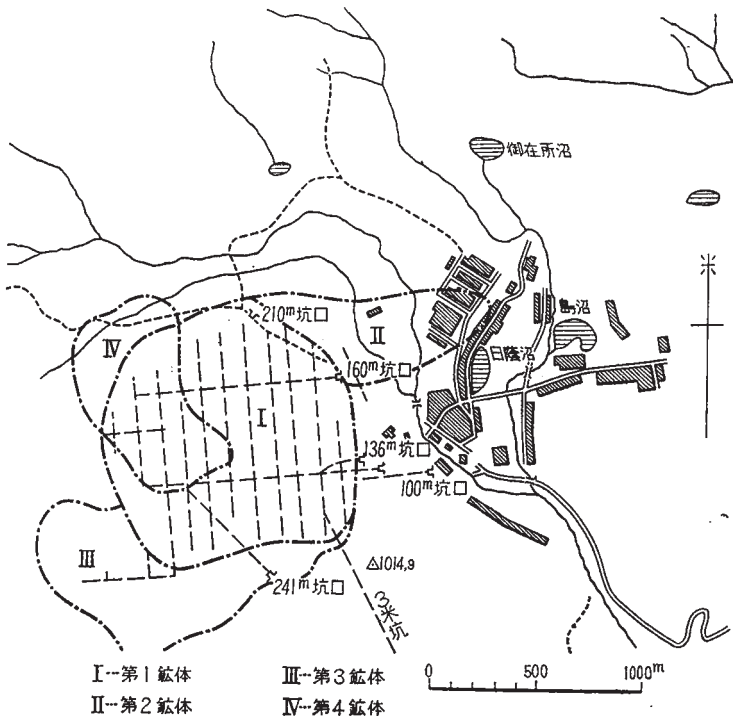 御在所沼
島沼
日蔭沼
米
210m坑口
II
IV
160m坑口
I
136m坑口
100m坑口
III
△1014,9
241m坑口
3米坑
I…第1鉱体
III…第3鉱体
II…第2鉱体
IV…第4鉱体
0 500 1000m